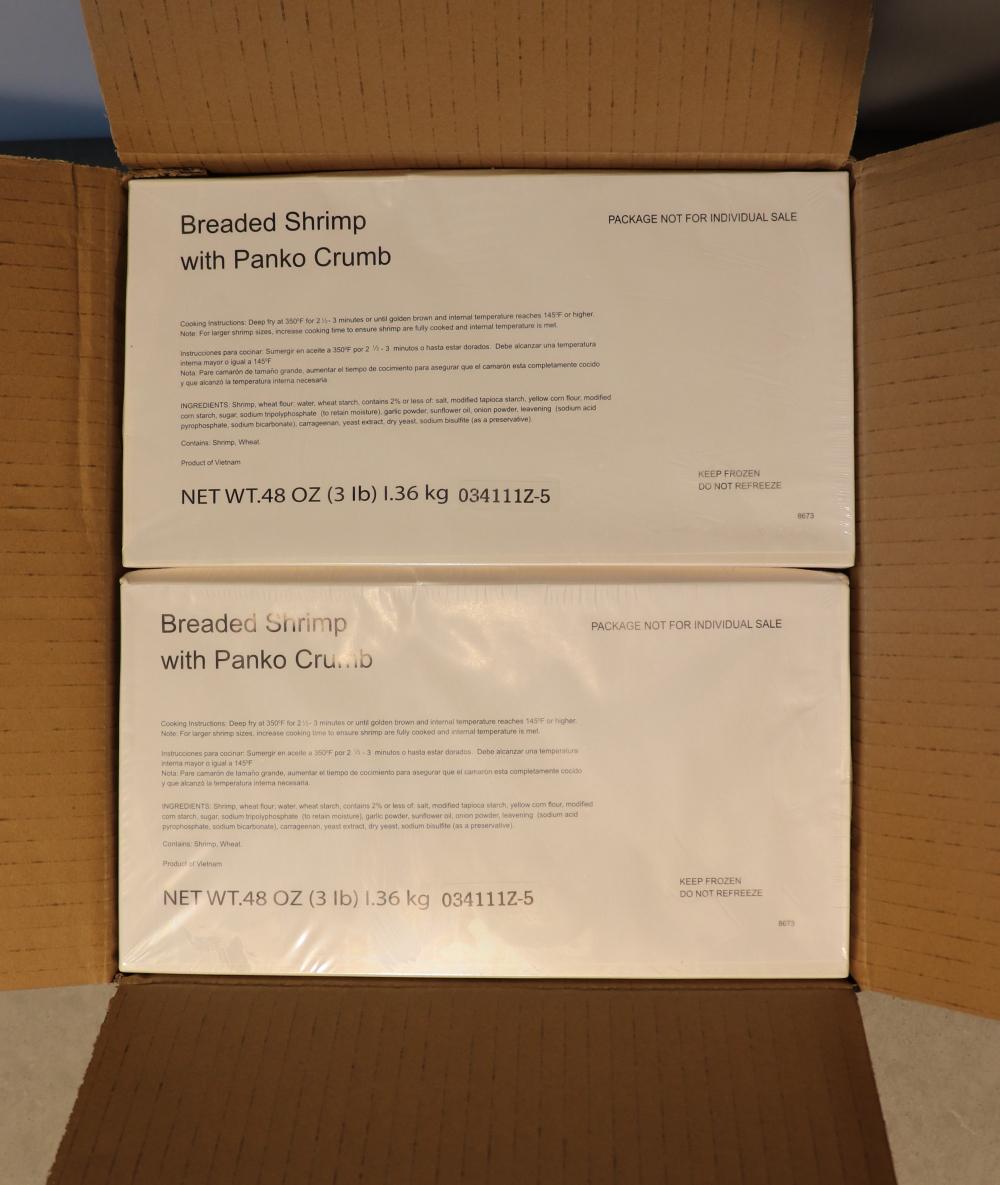 Breaded Shrimp
with Panko Crumb
PACKAGE NOT FOR INDIVIDUAL SALE
Cooking Instructions: Deep fry at 350ºF for 2 ½ - 3 minutes or until golden brown and internal temperature reaches 145ºF or higher.
Note: For larger shrimp sizes, increase cooking time to ensure shrimp are fully cooked and internal temperature is met.
Instrucciones para cocinar: Sumergir en aceite a 350ºF por 2 ½ - 3 minutos o hasta estar dorados. Debe alcanzar una temperatura
interna mayor o igual a 145ºF
Nota: Pare camarón de tamaño grande, aumentar el tiempo de cocimiento para asegurar que el camarón esta completamente cocido
y que alcanzó la temperatura interna necesaria.
INGREDIENTS: Shrimp, wheat flour, water, wheat starch, contains 2% or less of: salt, modified tapioca starch, yellow corn flour, modified
corn starch, sugar, sodium tripolyphosphate (to retain moisture), garlic powder, sunflower oil, onion powder, leavening (sodium acid
pyrophosphate, sodium bicarbonate), carrageenan, yeast extract, dry yeast, sodium bisulfite (as a preservative).
Contains: Shrimp, Wheat.
Product of Vietnam
NET WT.48 OZ (3 lb) I.36 kg 034111Z-5
KEEP FROZEN
DO NOT REFREEZE
8673
Breaded Shrimp
with Panko Crumb
PACKAGE NOT FOR INDIVIDUAL SALE
Cooking Instructions: Deep fry at 350ºF for 2 ½ - 3 minutes or until golden brown and internal temperature reaches 145ºF or higher.
Note: For larger shrimp sizes, increase cooking time to ensure shrimp are fully cooked and internal temperature is met.
Instrucciones para cocinar: Sumergir en aceite a 350ºF por 2 ½ - 3 minutos o hasta estar dorados. Debe alcanzar una temperatura
interna mayor o igual a 145ºF
Nota: Pare camarón de tamaño grande, aumentar el tiempo de cocimiento para asegurar que el camarón esta completamente cocido
y que alcanzó la temperatura interna necesaria.
INGREDIENTS: Shrimp, wheat flour, water, wheat starch, contains 2% or less of: salt, modified tapioca starch, yellow corn flour, modified
corn starch, sugar, sodium tripolyphosphate (to retain moisture), garlic powder, sunflower oil, onion powder, leavening (sodium acid
pyrophosphate, sodium bicarbonate), carrageenan, yeast extract, dry yeast, sodium bisulfite (as a preservative).
Contains: Shrimp, Wheat.
Product of Vietnam
NET WT.48 OZ (3 lb) I.36 kg 034111Z-5
KEEP FROZEN
DO NOT REFREEZE
8673